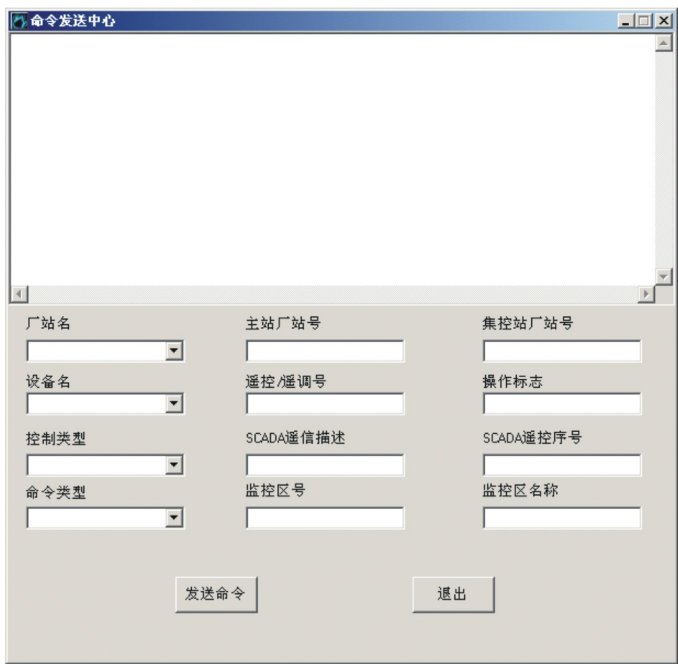 命令发送中心
厂站名 主站厂站号 集控站厂站号
设备名 遥控/遥调号 操作标志
控制类型 SCADA遥信描述 SCADA遥控序号
命令类型 监控区号 监控区名称
发送命令 退出